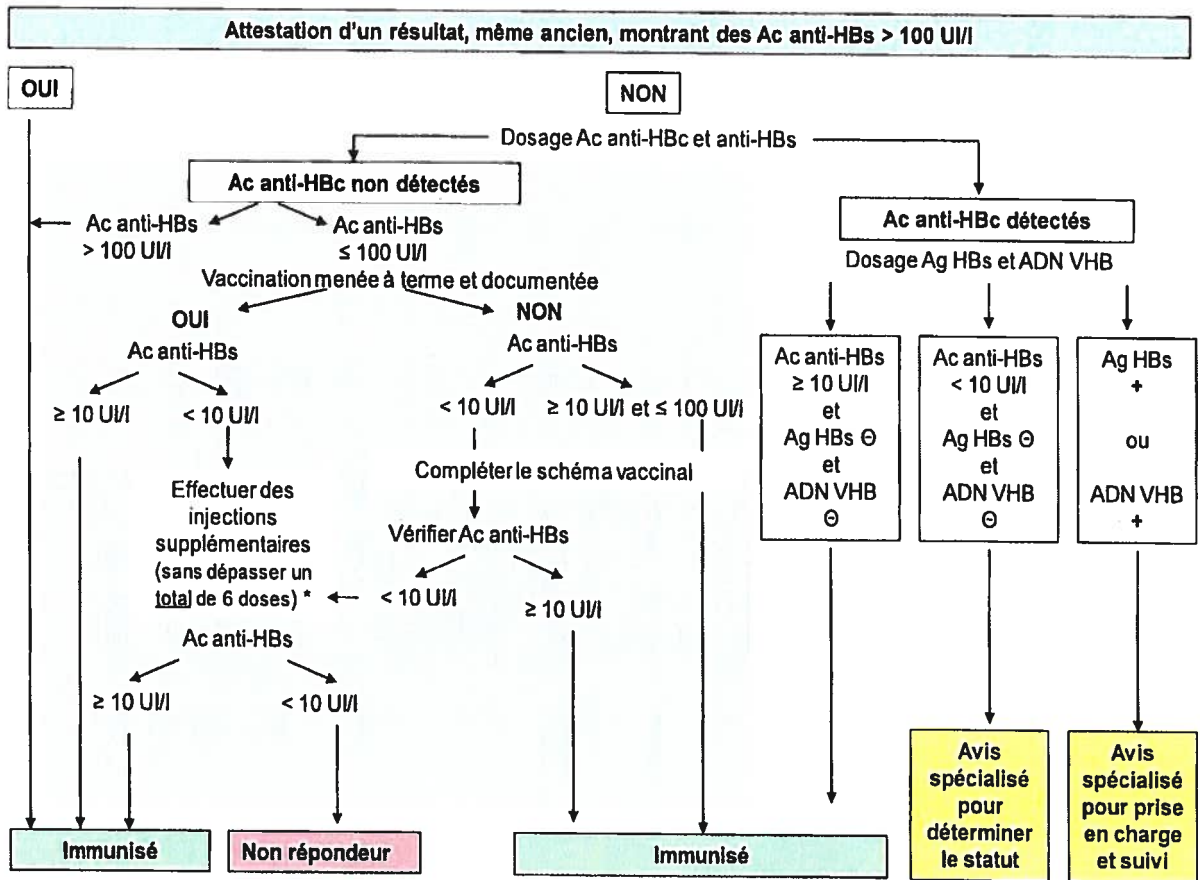 Attestation d'un résultat, même ancien, montrant des Ac anti-HBs > 100 UI/l
OUI
NON
Dosage Ac anti-HBc et anti-HBs
Ac anti-HBc non détectés
Ac anti-HBs
> 100 UI/l
Ac anti-HBs
≤ 100 UI/l
Ac anti-HBc détectés
Dosage Ag HBs et ADN VHB
Vaccination menée à terme et documentée
OUI
Ac anti-HBs
NON
Ac anti-HBs
≥ 10 UI/l
< 10 UI/l
< 10 UI/l
≥ 10 UI/l et ≤ 100 UI/l
Effectuer des
injections
supplémentaires
(sans dépasser un
total de 6 doses) *
Compléter le schéma vaccinal
Vérifier Ac anti-HBs
< 10 UI/l
≥ 10 UI/l
Ac anti-HBs
≥ 10 UI/l
< 10 UI/l
Ac anti-HBs
≥ 10 UI/l
et
Ag HBs Θ
et
ADN VHB
Θ
Ac anti-HBs
< 10 UI/l
et
Ag HBs Θ
et
ADN VHB
Θ
Ag HBs
+
ou
ADN VHB
+
Immunisé
Non répondeur
Immunisé
Avis
spécialisé
pour
déterminer
le statut
Avis
spécialisé
pour prise
en charge
et suivi